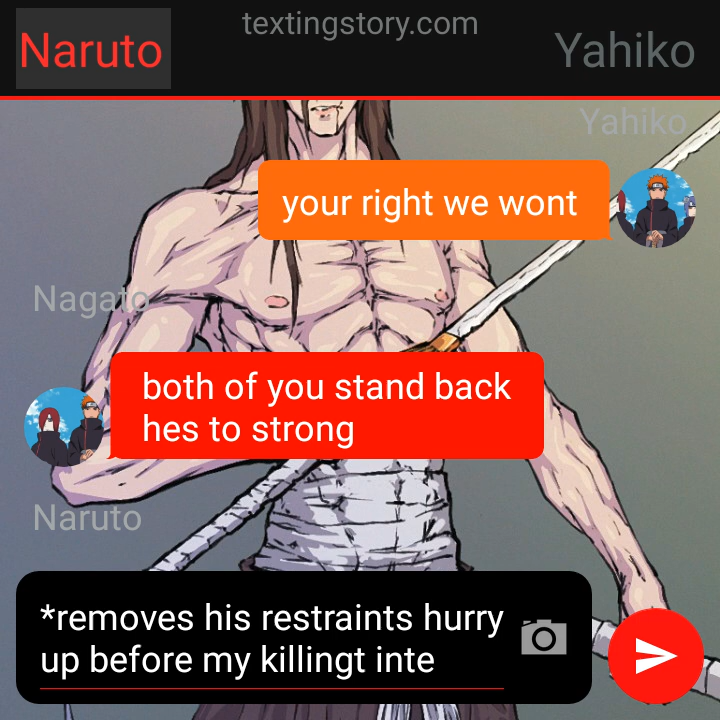 textingstory.com
Naruto
Yahiko
Yahiko
your right we wont
Nagato
both of you stand back
hes to strong
Naruto
*removes his restraints hurry
up before my killingt inte